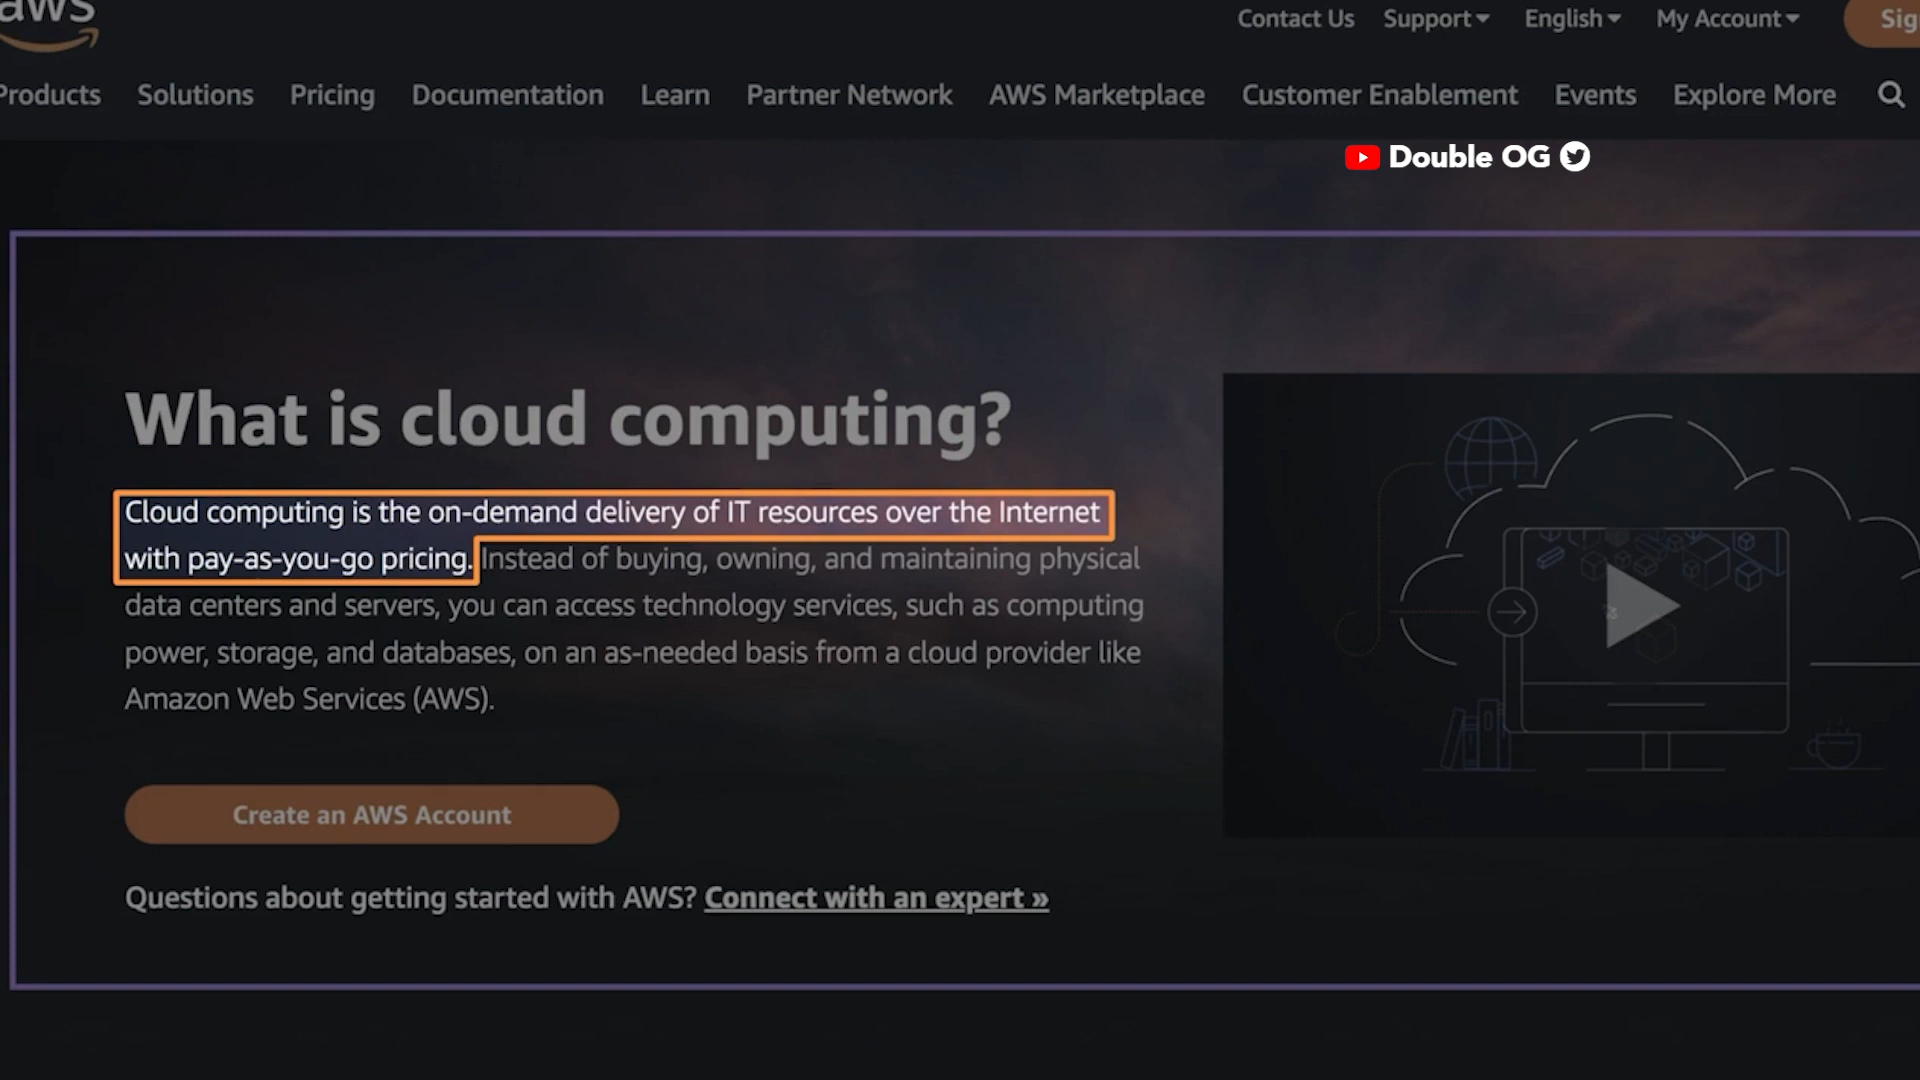 aws
Contact Us Support English My Account Sig
Products Solutions Pricing Documentation Learn Partner Network AWS Marketplace Customer Enablement Events Explore More
Double OG
What is cloud computing?
Cloud computing is the on-demand delivery of IT resources over the Internet
with pay-as-you-go pricing. Instead of buying, owning, and maintaining physical
data centers and servers, you can access technology services, such as computing
power, storage, and databases, on an as-needed basis from a cloud provider like
Amazon Web Services (AWS).
Create an AWS Account
Questions about getting started with AWS? Connect with an expert »